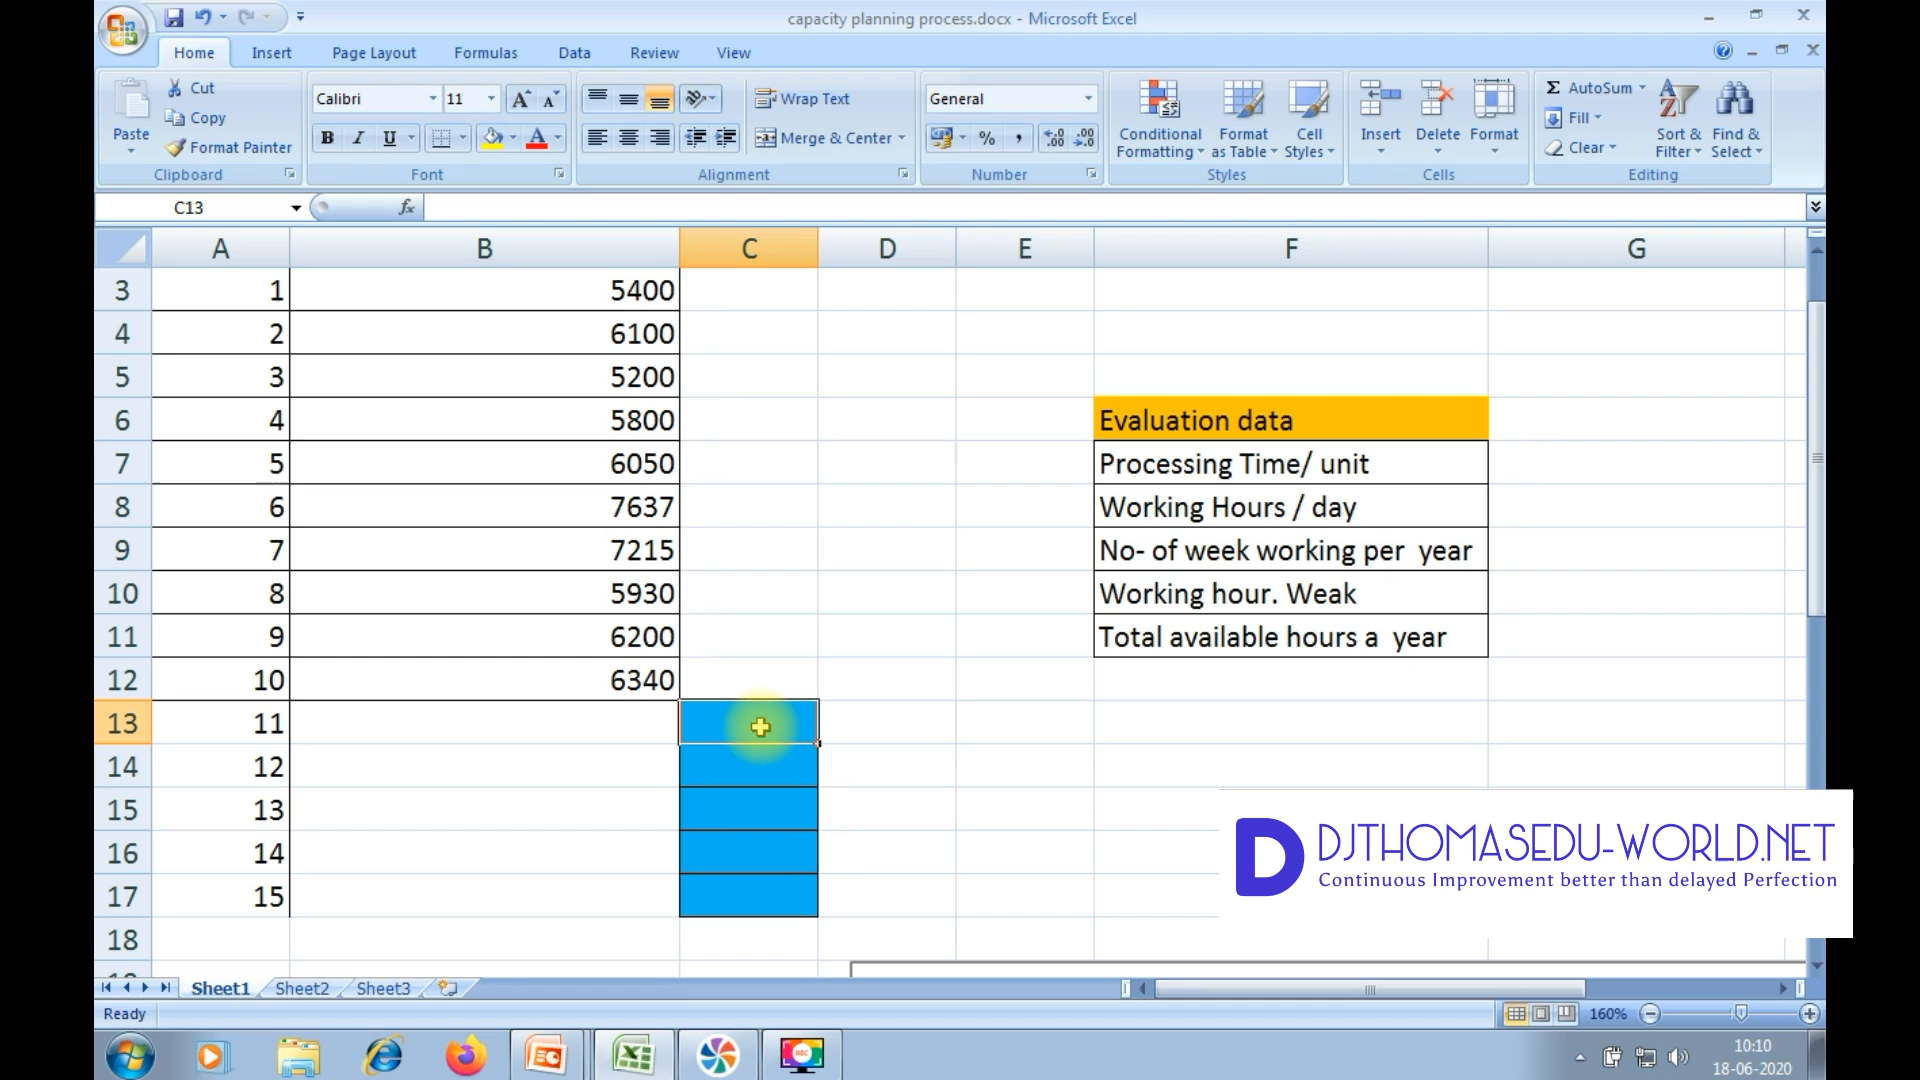 capacity planning process.docx - Microsoft Excel
Home Insert Page Layout Formulas Data Review View
Paste
Cut
Copy
Format Painter
Clipboard
Calibri 11
B I U
Font
Wrap Text
Merge & Center
Alignment
General
% ,
Number
Conditional Formatting
Format as Table
Cell Styles
Styles
Insert Delete Format
Cells
Σ AutoSum
Fill
Clear
Sort & Filter
Find & Select
Editing
C13 fx
A B C D E F G
3 1 5400
4 2 6100
5 3 5200
6 4 5800 Evaluation data
7 5 6050 Processing Time/ unit
8 6 7637 Working Hours / day
9 7 7215 No- of week working per year
10 8 5930 Working hour. Weak
11 9 6200 Total available hours a year
12 10 6340
13 11
14 12
15 13
16 14
17 15
18
D DJTHOMASEDU-WORLD.NET
Continuous Improvement better than delayed Perfection
Sheet1 Sheet2 Sheet3
Ready 160%
10:10
18-06-2020